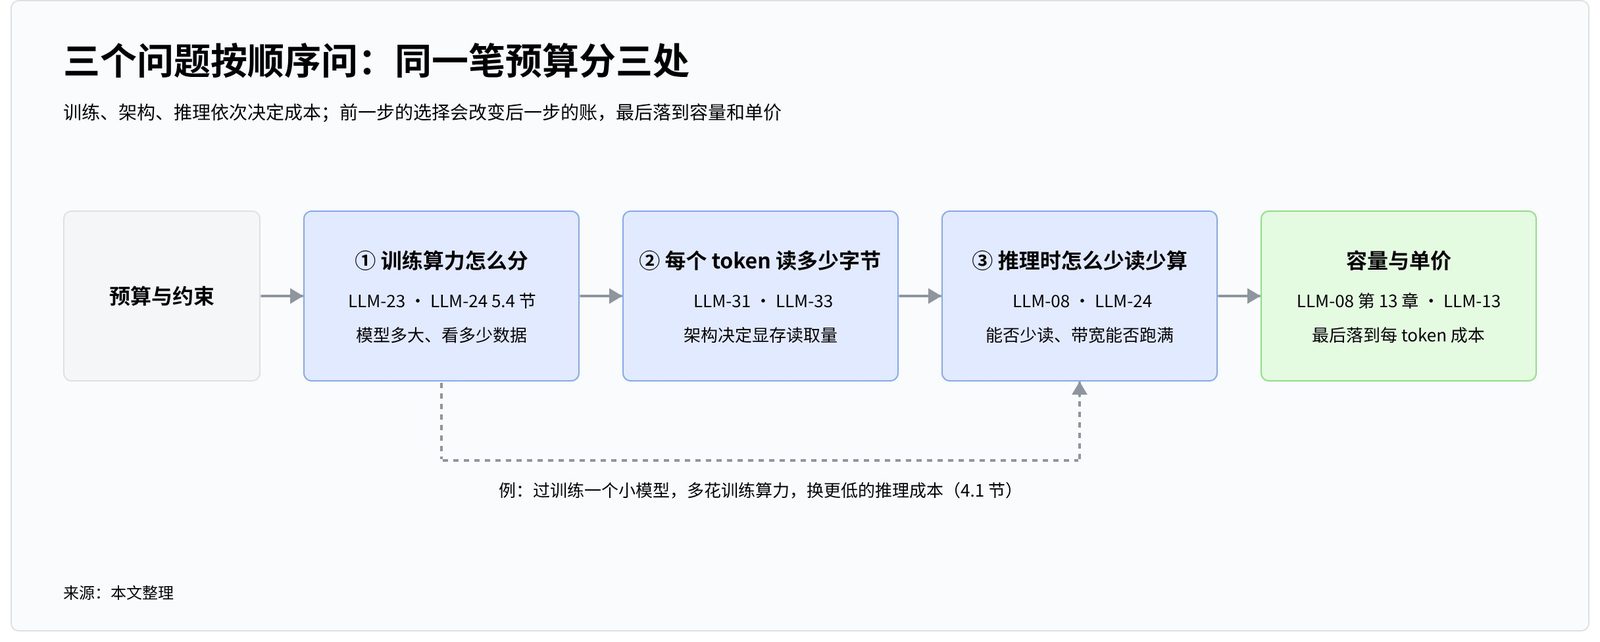 三个问题按顺序问：同一笔预算分三处
训练、架构、推理依次决定成本；前一步的选择会改变后一步的账，最后落到容量和单价
预算与约束
① 训练算力怎么分
LLM-23 · LLM-24 5.4 节
模型多大、看多少数据
② 每个 token 读多少字节
LLM-31 · LLM-33
架构决定显存读取量
③ 推理时怎么少读少算
LLM-08 · LLM-24
能否少读、带宽能否跑满
容量与单价
LLM-08 第 13 章 · LLM-13
最后落到每 token 成本
例：过训练一个小模型，多花训练算力，换更低的推理成本（4.1 节）
来源：本文整理